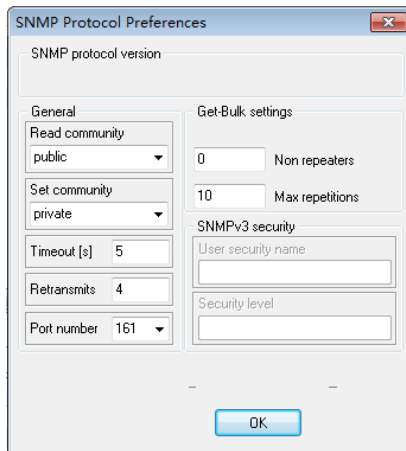 SNMP Protocol Preferences
SNMP protocol version
General
Read community
public
Set community
private
Timeout [s] 5
Retransmits 4
Port number 161
Get-Bulk settings
0 Non repeaters
10 Max repetitions
SNMPv3 security
User security name
Security level
OK